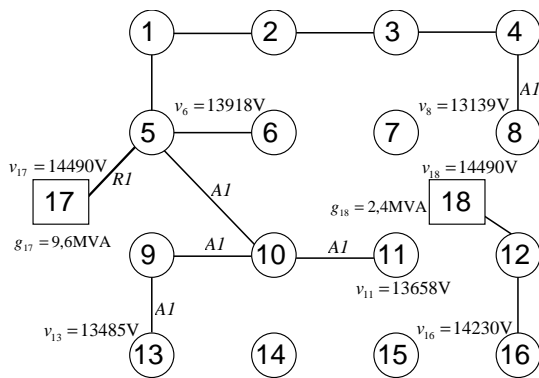 1 2 3 4
A1
v6 = 13918V v8 = 13139V
5 6 7 8
v17 = 14490V v18 = 14490V
R1
17 A1 18
g17 = 9,6MVA g18 = 2,4MVA
A1 A1
9 10 11 12
v11 = 13658V
A1
v13 = 13485V v16 = 14230V
13 14 15 16